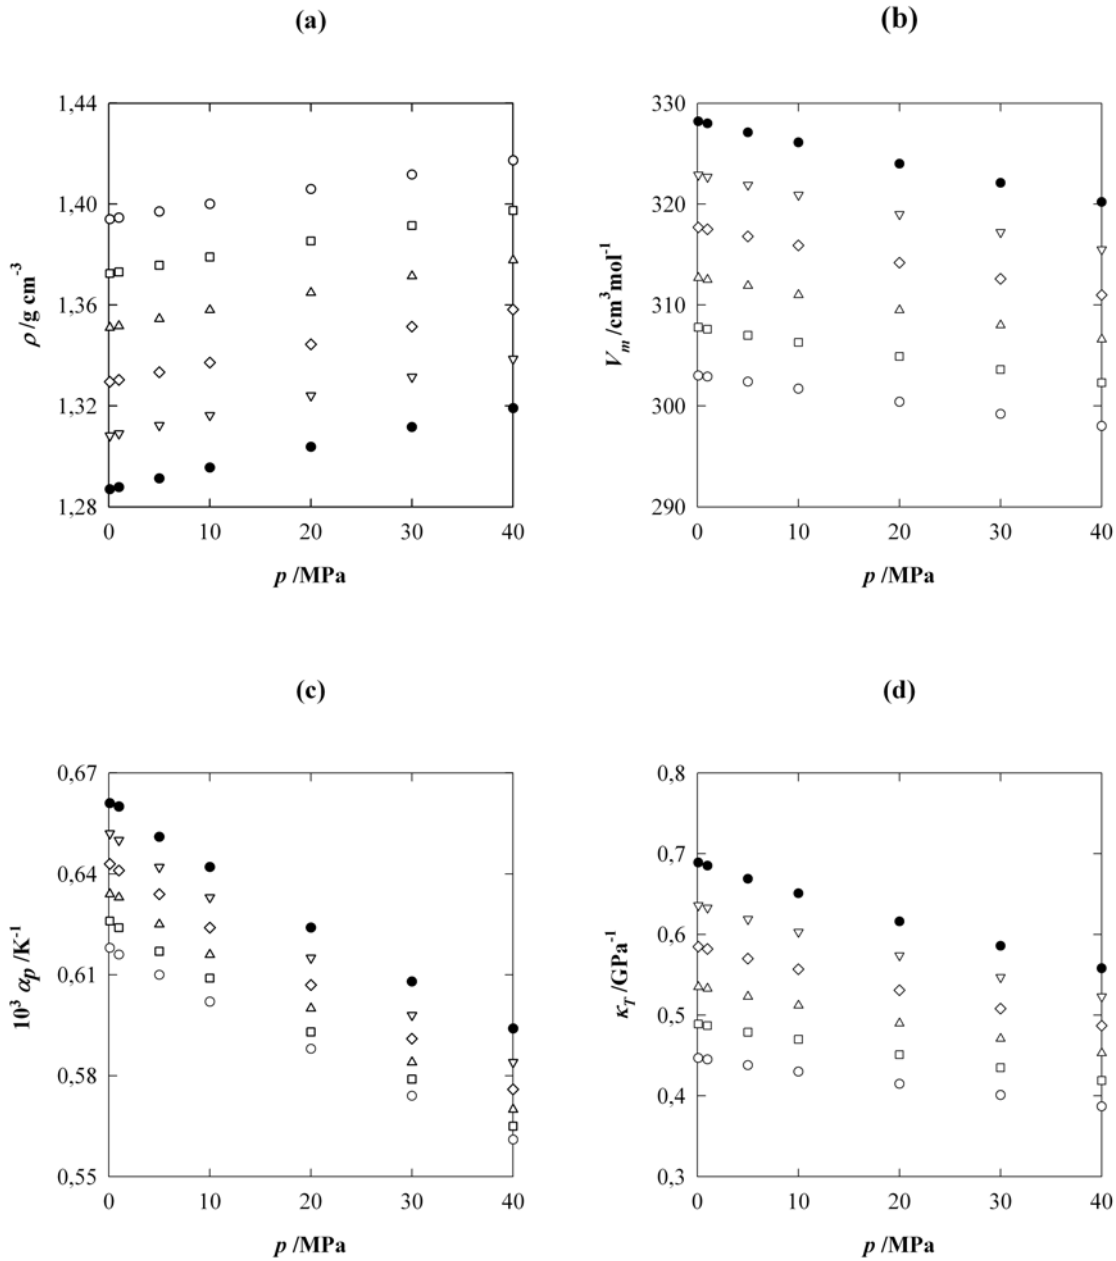 (a)
1,44
1,40
1,36
1,32
1,28
ρ /g cm⁻³
0 10 20 30 40
p /MPa
(b)
330
320
310
300
290
Vₘ /cm³mol⁻¹
0 10 20 30 40
p /MPa
(c)
0,67
0,64
0,61
0,58
0,55
10³ αₚ /K⁻¹
0 10 20 30 40
p /MPa
(d)
0,8
0,7
0,6
0,5
0,4
0,3
κ_T /GPa⁻¹
0 10 20 30 40
p /MPa